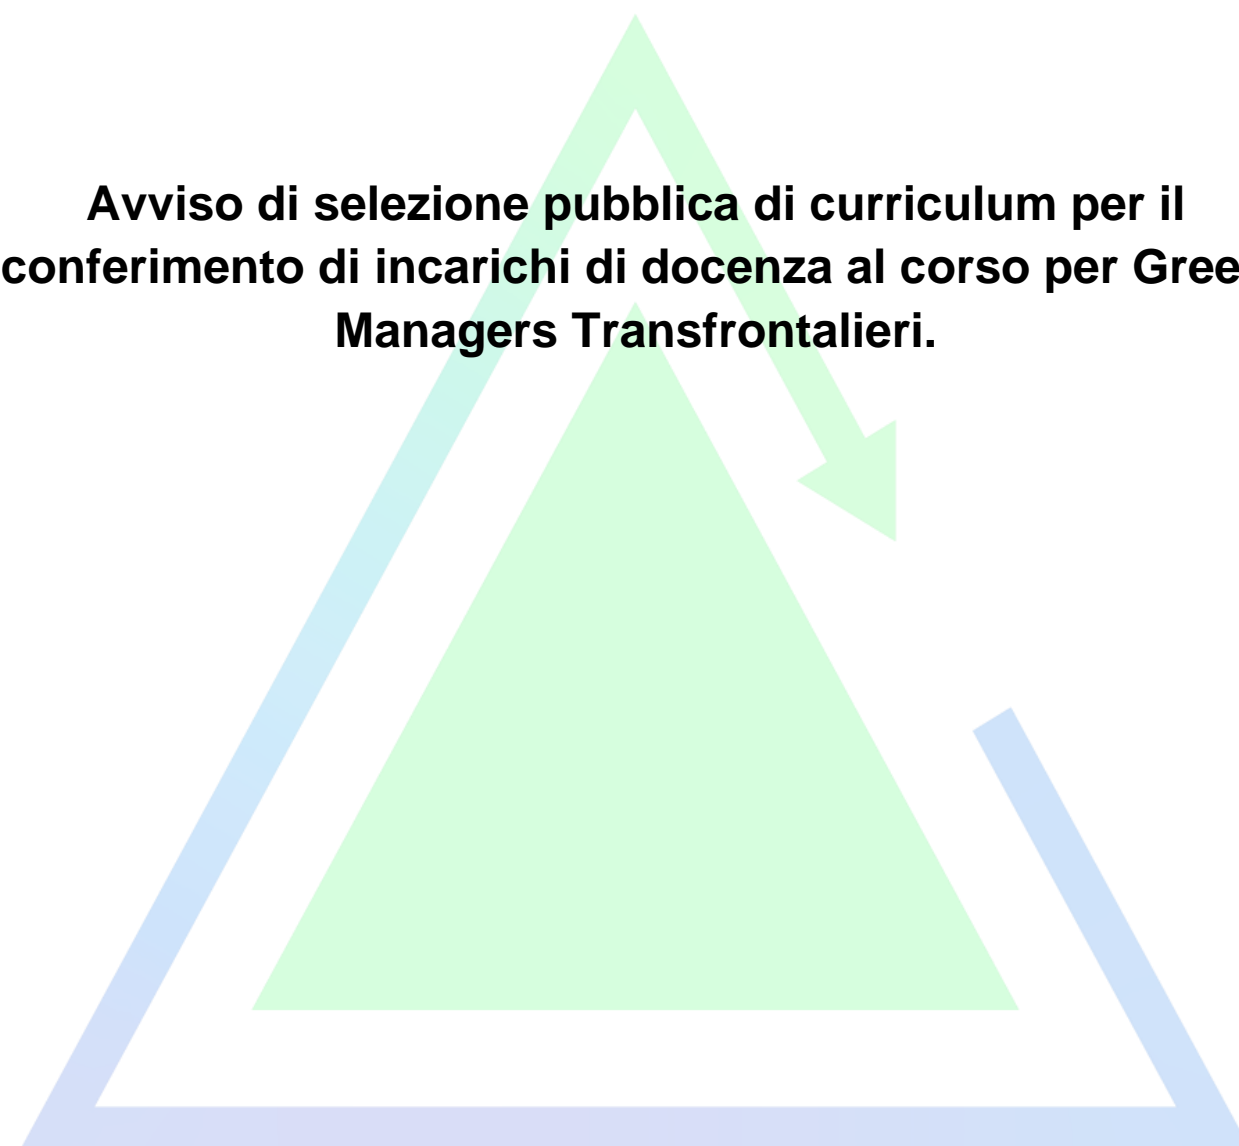 Avviso di selezione pubblica di curriculum per il
conferimento di incarichi di docenza al corso per Gree
Managers Transfrontalieri.